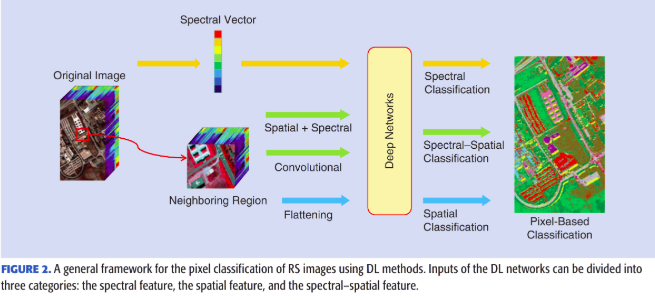 Spectral Vector
Original Image
Spatial + Spectral
Convolutional
Neighboring Region
Flattening
Deep Networks
Spectral
Classification
Spectral–Spatial
Classification
Spatial
Classification
Pixel-Based
Classification
FIGURE 2. A general framework for the pixel classification of RS images using DL methods. Inputs of the DL networks can be divided into
three categories: the spectral feature, the spatial feature, and the spectral–spatial feature.